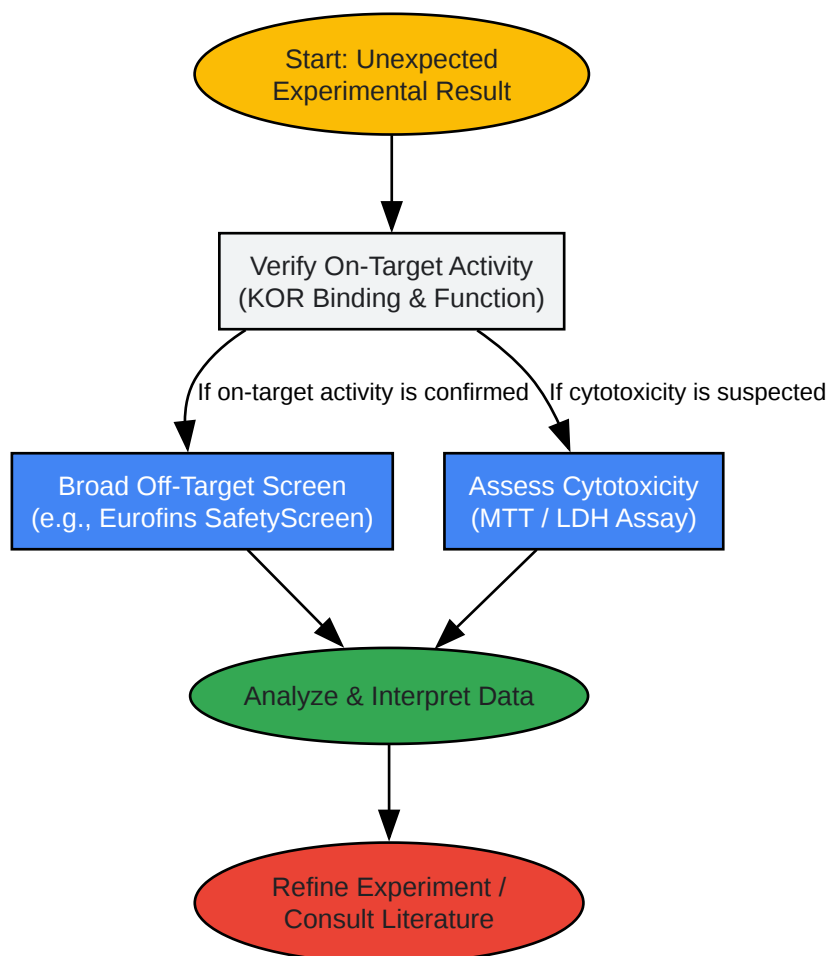 Start: Unexpected
Experimental Result
Verify On-Target Activity
(KOR Binding & Function)
If on-target activity is confirmed
If cytotoxicity is suspected
Broad Off-Target Screen
(e.g., Eurofins SafetyScreen)
Assess Cytotoxicity
(MTT / LDH Assay)
Analyze & Interpret Data
Refine Experiment /
Consult Literature